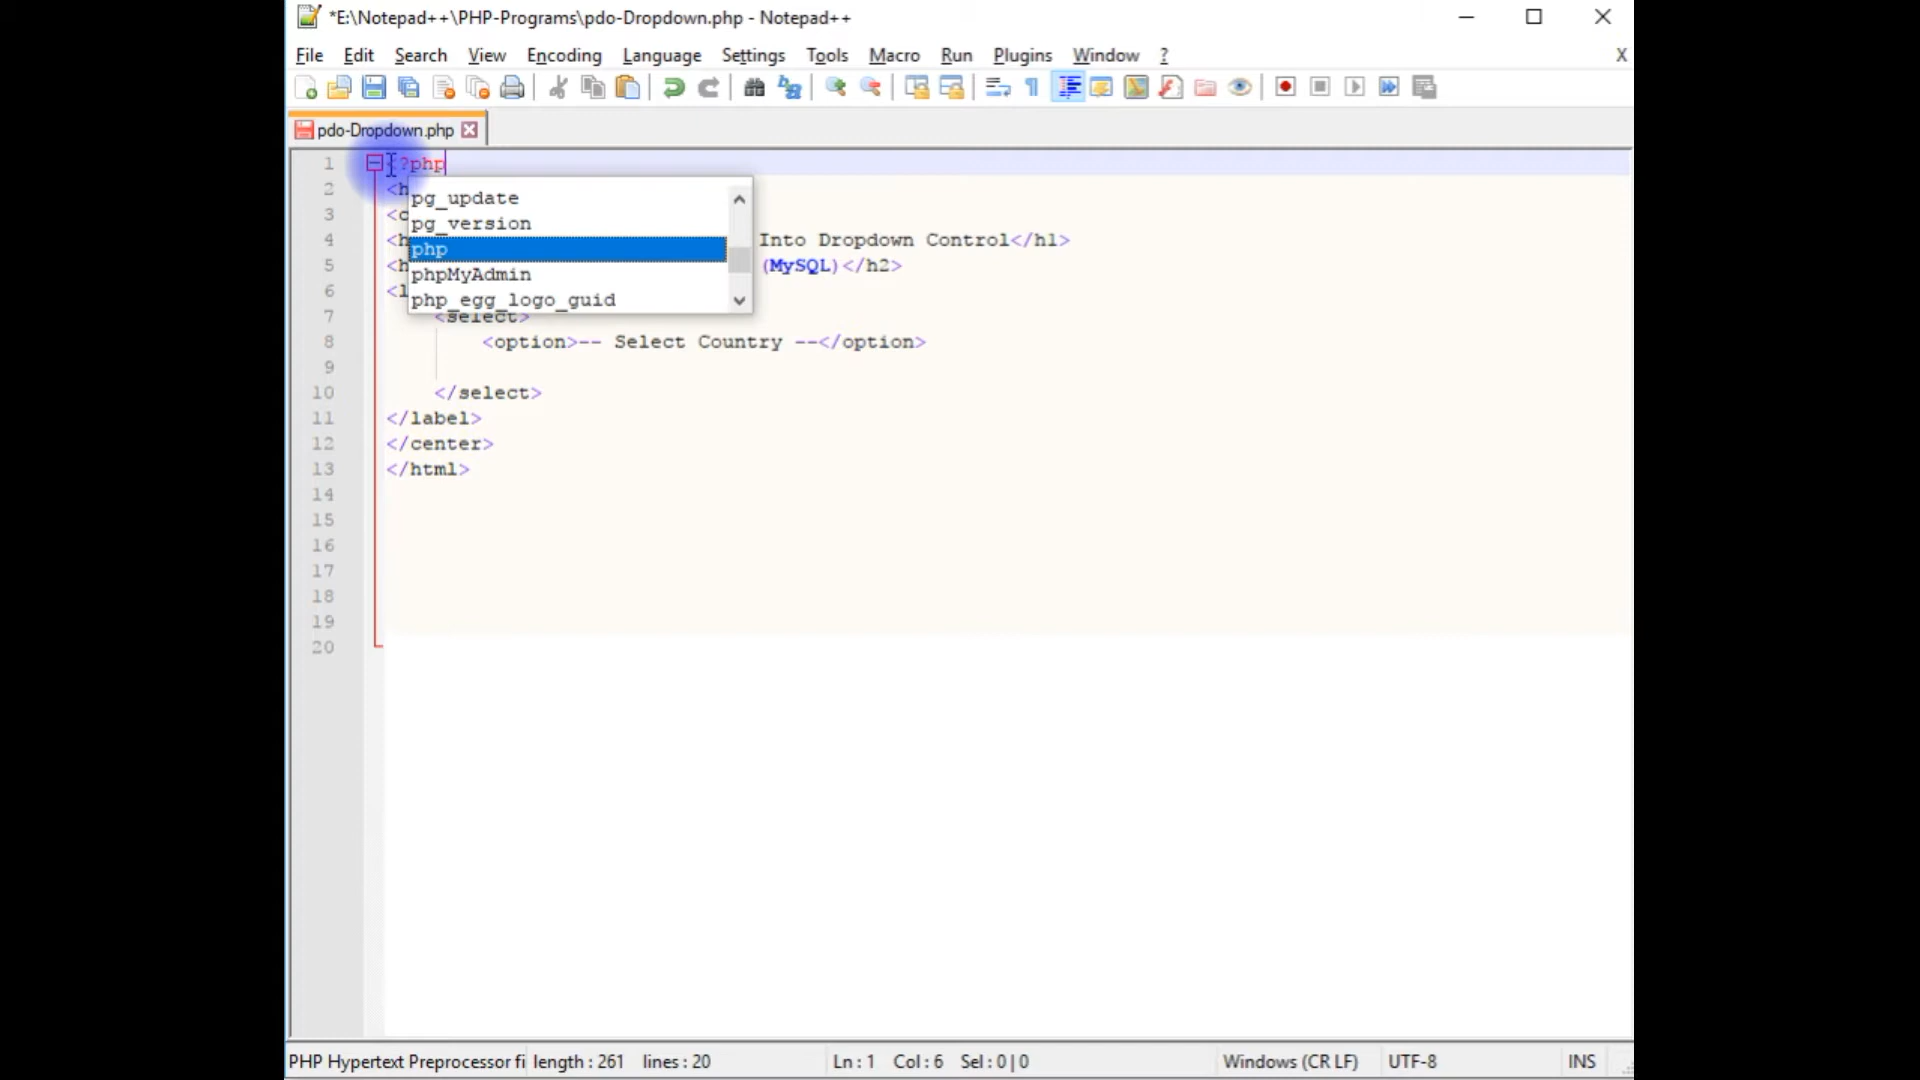 *E:\Notepad++\PHP-Programs\pdo-Dropdown.php - Notepad++
File Edit Search View Encoding Language Settings Tools Macro Run Plugins Window ? X
pdo-Dropdown.php
1 ?php
2 <h
3 <c
4 <h Into Dropdown Control</h1>
5 <h (MySQL)</h2>
6 <l
pg_update
pg_version
php
phpMyAdmin
php_egg_logo_guid
7 <select>
8 <option>-- Select Country --</option>
9
10 </select>
11 </label>
12 </center>
13 </html>
14
15
16
17
18
19
20
PHP Hypertext Preprocessor fi length : 261 lines : 20 Ln : 1 Col : 6 Sel : 0 | 0 Windows (CR LF) UTF-8 INS